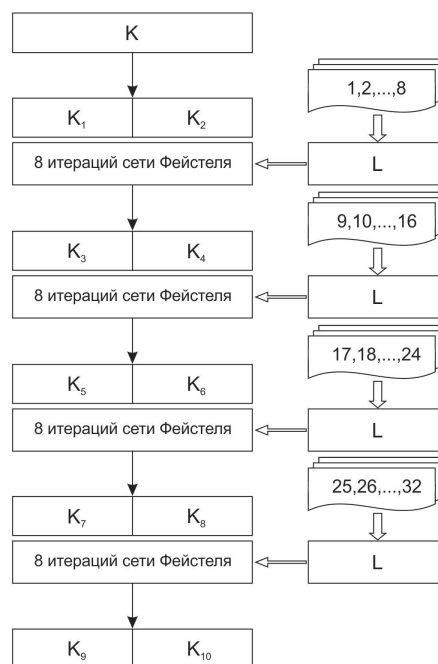 K
1,2,...,8
K₁ K₂
8 итераций сети Фейстеля
L
9,10,...,16
K₃ K₄
8 итераций сети Фейстеля
L
17,18,...,24
K₅ K₆
8 итераций сети Фейстеля
L
25,26,...,32
K₇ K₈
8 итераций сети Фейстеля
L
K₉ K₁₀